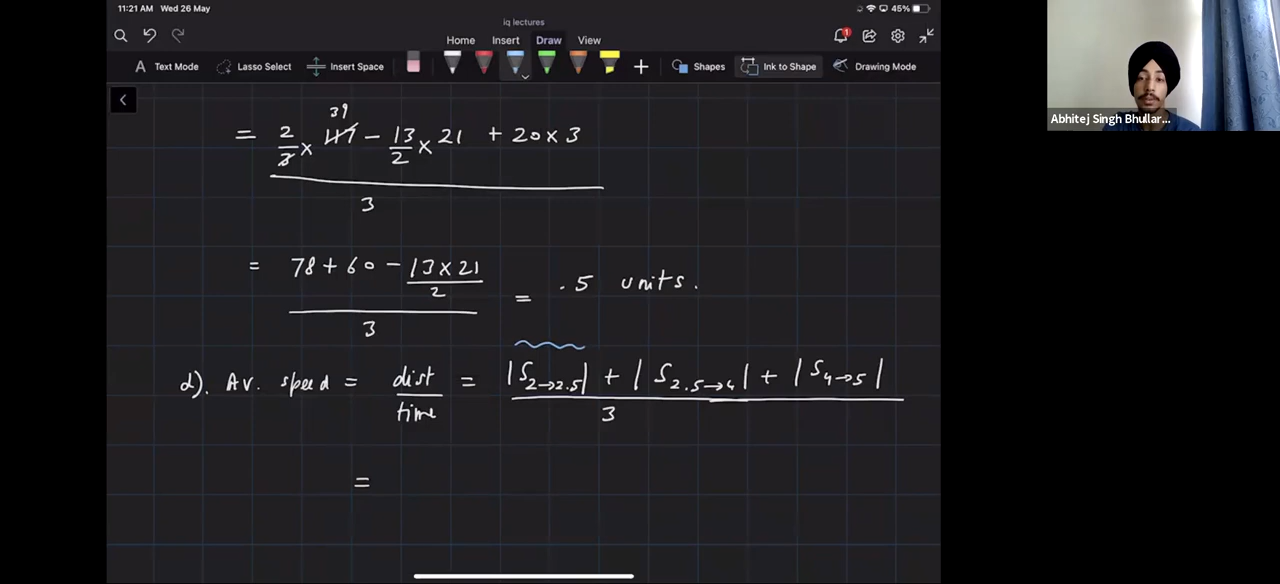 11:21 AM Wed 26 May 45%
iq lectures
Home Insert Draw View
Text Mode Lasso Select Insert Space Shapes Ink to Shape Drawing Mode
Abhitej Singh Bhullar...
39
= 2/3 × 117 - 13/2 × 21 + 20 × 3
3
= 78 + 60 - 13 × 21/2
3
= .5 units.
d). Av. speed = dist/time = |S2→2.5| + |S2.5→4| + |S4→5|
3
=